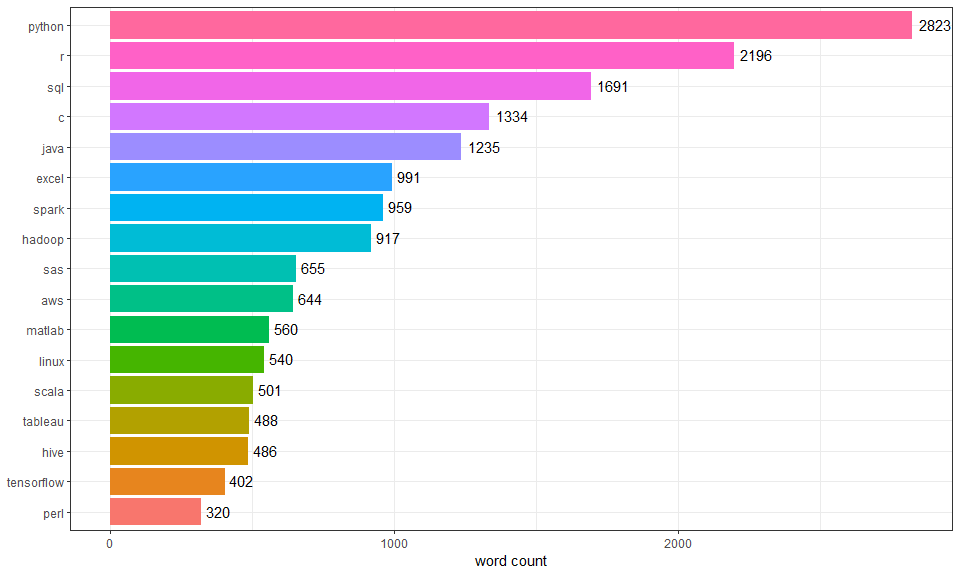 python 2823
r 2196
sql 1691
c 1334
java 1235
excel 991
spark 959
hadoop 917
sas 655
aws 644
matlab 560
linux 540
scala 501
tableau 488
hive 486
tensorflow 402
perl 320
0 1000 2000
word count